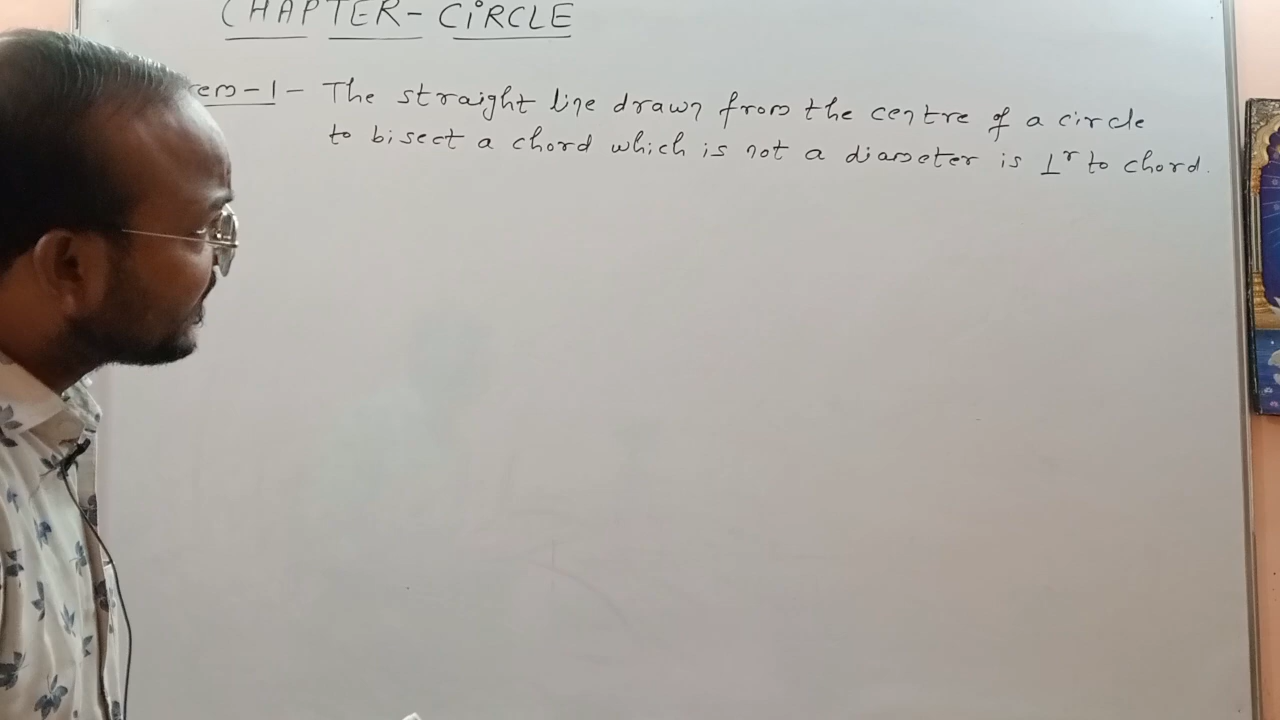 CHAPTER-CiRCLE
em-1- The straight line drawn from the centre of a circle
to bisect a chord which is not a diameter is ⊥r to chord.